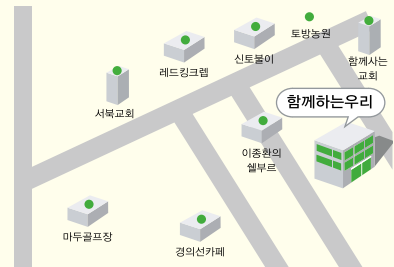 토방농원
신토불이
함께사는
교회
레드킹크랩
서북교회
함께하는우리
이종환의
쉘부르
마두골프장
경의선카페